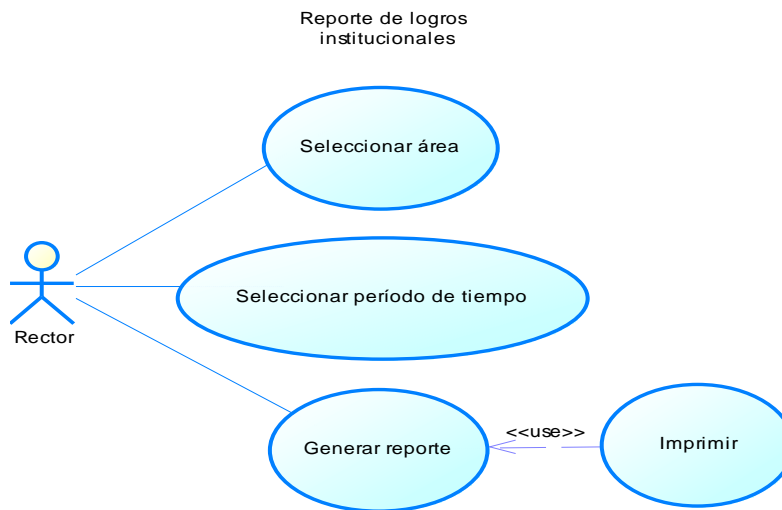 Reporte de logros
institucionales
Seleccionar área
Seleccionar período de tiempo
Rector
Generar reporte
<<use>>
Imprimir